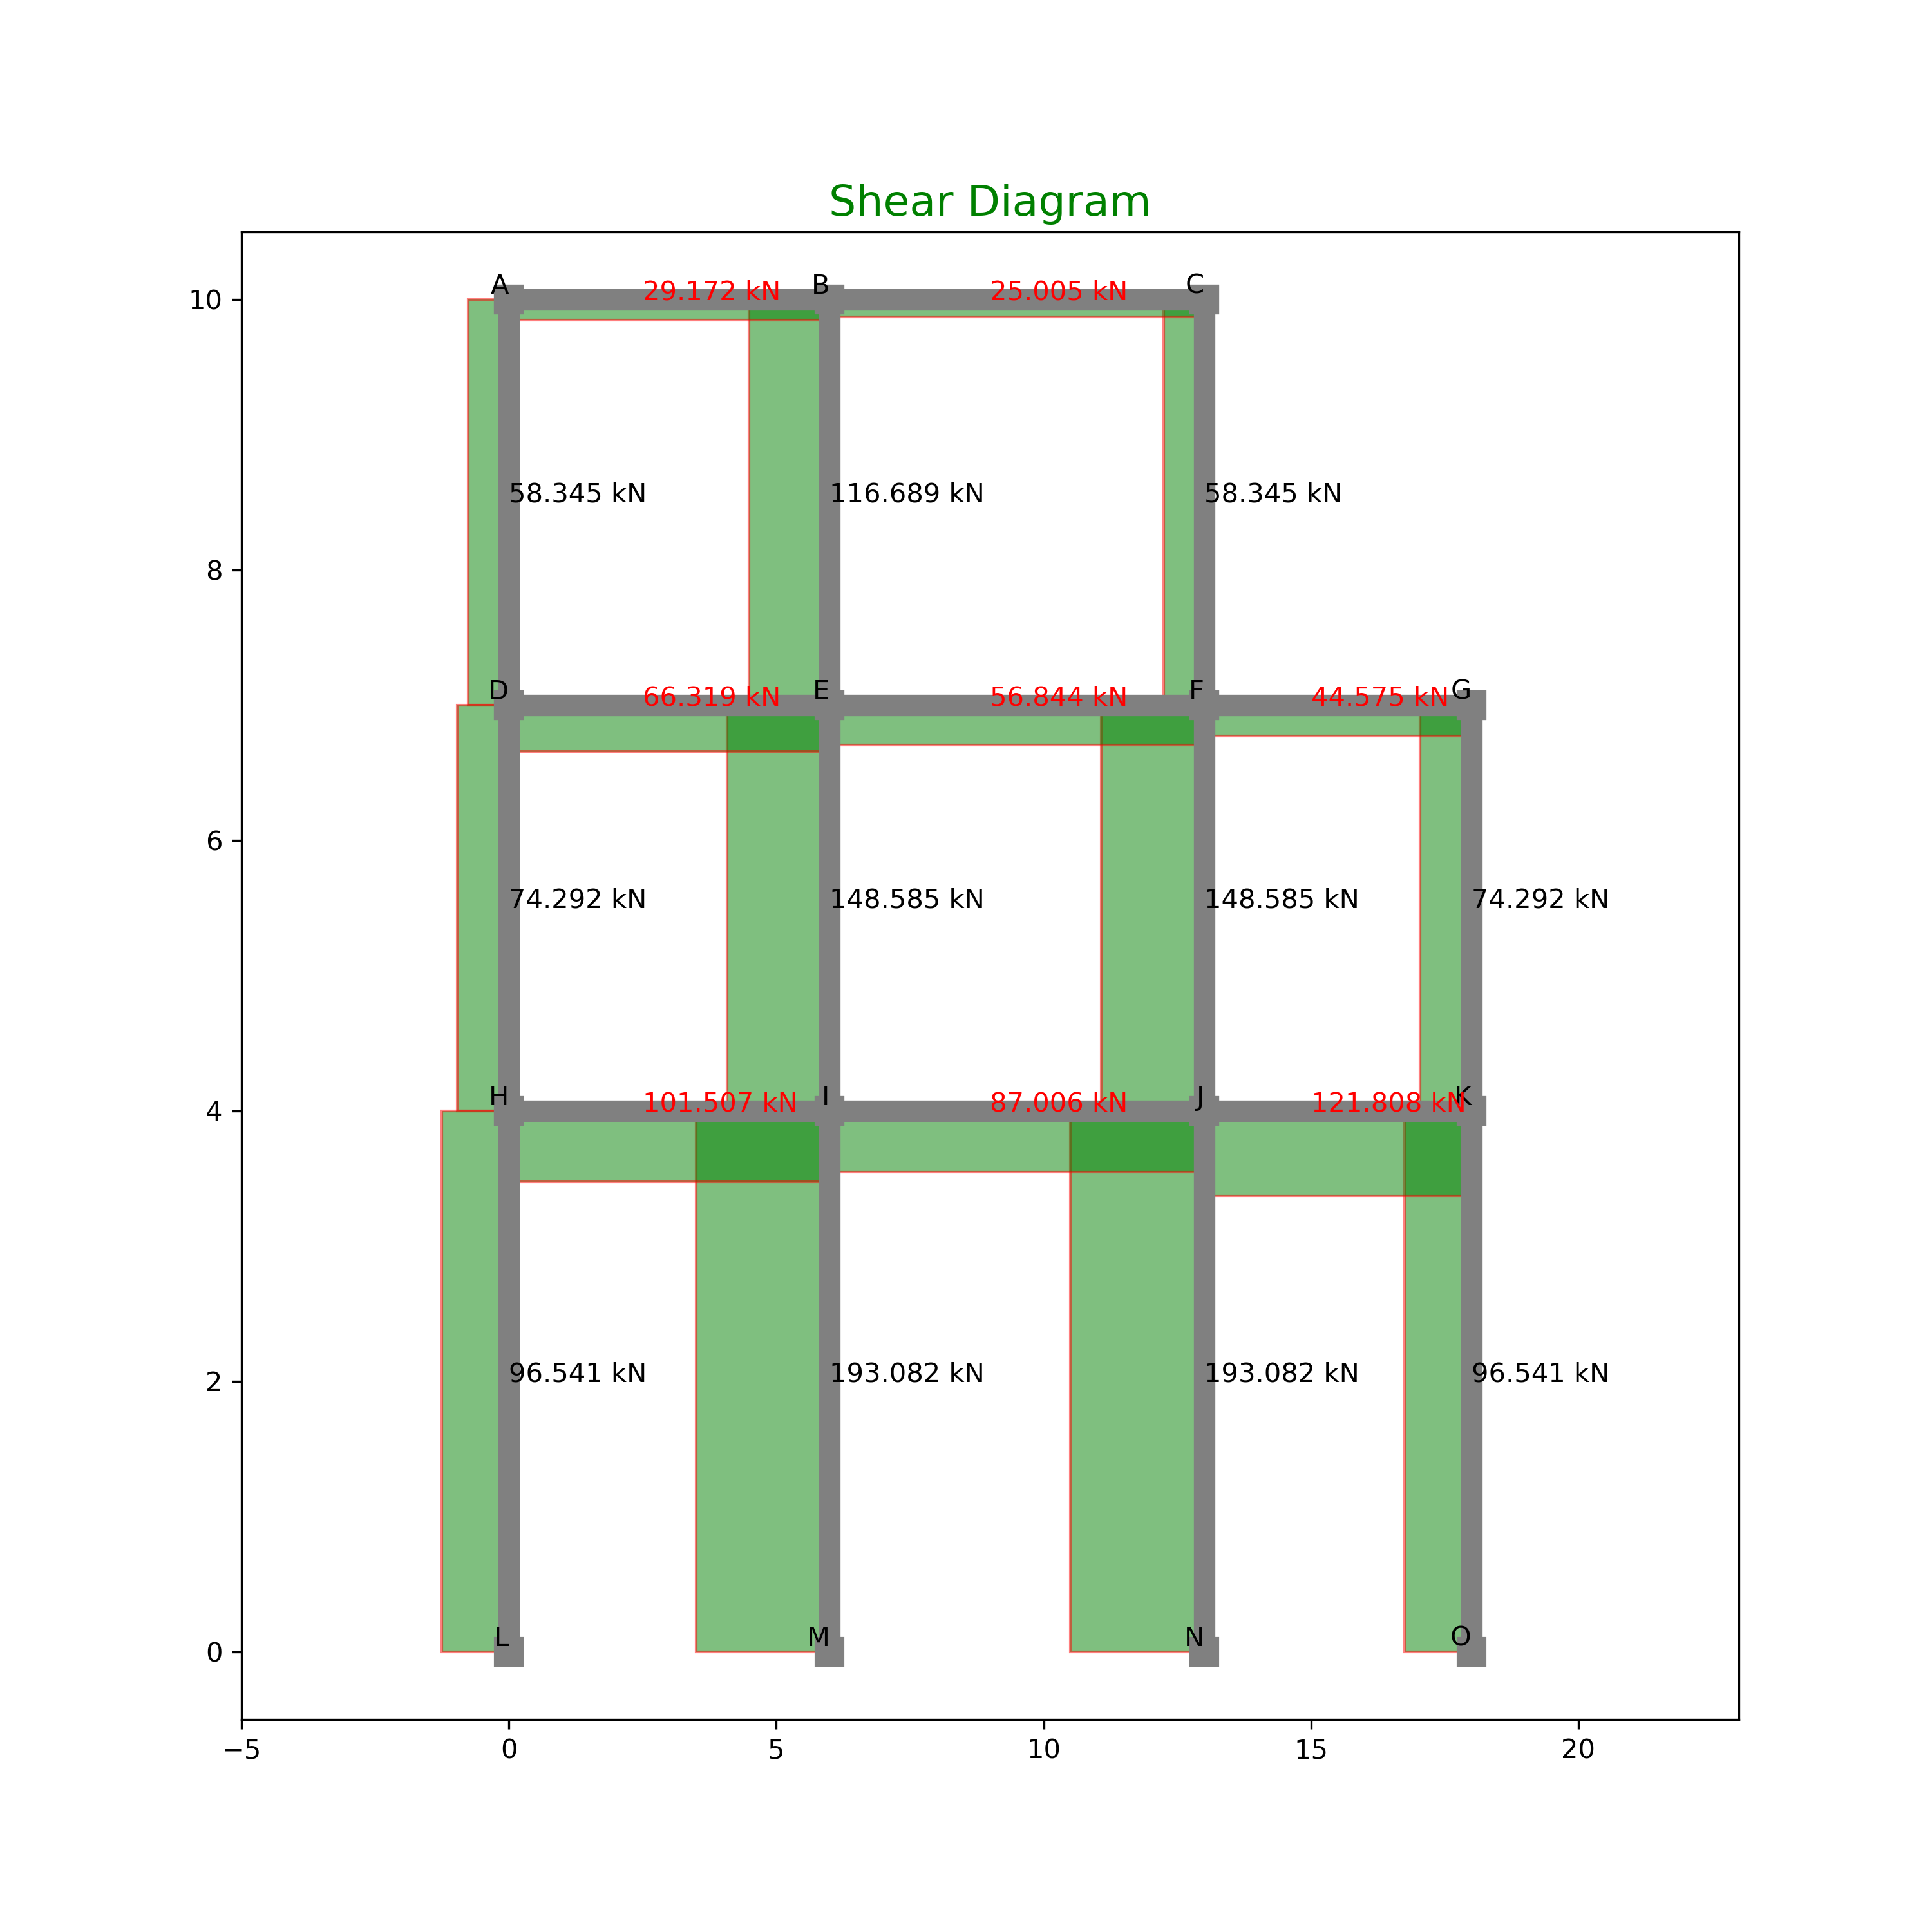 Shear Diagram
10
A 29.172 kN B 25.005 kN C
58.345 kN 116.689 kN 58.345 kN
8
D 66.319 kN E 56.844 kN F 44.575 kN G
6
74.292 kN 148.585 kN 148.585 kN 74.292 kN
4
H 101.507 kN I 87.006 kN J 121.808 kN K
2
96.541 kN 193.082 kN 193.082 kN 96.541 kN
0
L M N O
−5 0 5 10 15 20